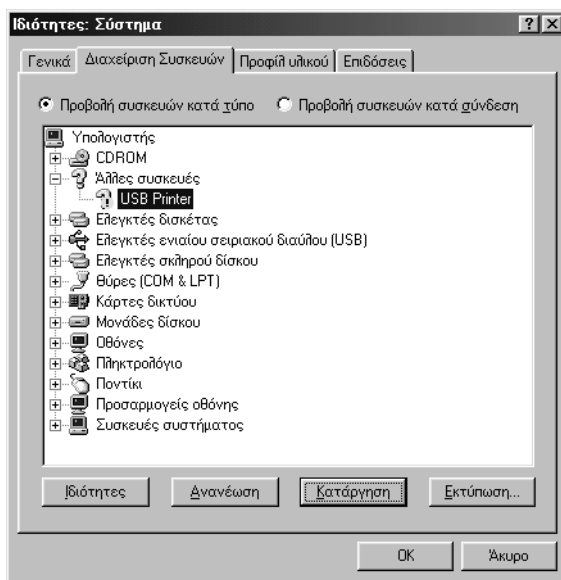 Ιδιότητες: Σύστημα
Γενικά Διαχείριση Συσκευών Προφίλ υλικού Επιδόσεις
Προβολή συσκευών κατά τύπο Προβολή συσκευών κατά σύνδεση
Υπολογιστής
CDROM
Άλλες συσκευές
USB Printer
Ελεγκτές δισκέτας
Ελεγκτές ενιαίου σειριακού διαύλου (USB)
Ελεγκτές σκληρού δίσκου
Θύρες (COM & LPT)
Κάρτες δικτύου
Μονάδες δίσκου
Οθόνες
Πληκτρολόγιο
Ποντίκι
Προσαρμογείς οθόνης
Συσκευές συστήματος
Ιδιότητες Ανανέωση Κατάργηση Εκτύπωση...
OK Άκυρο